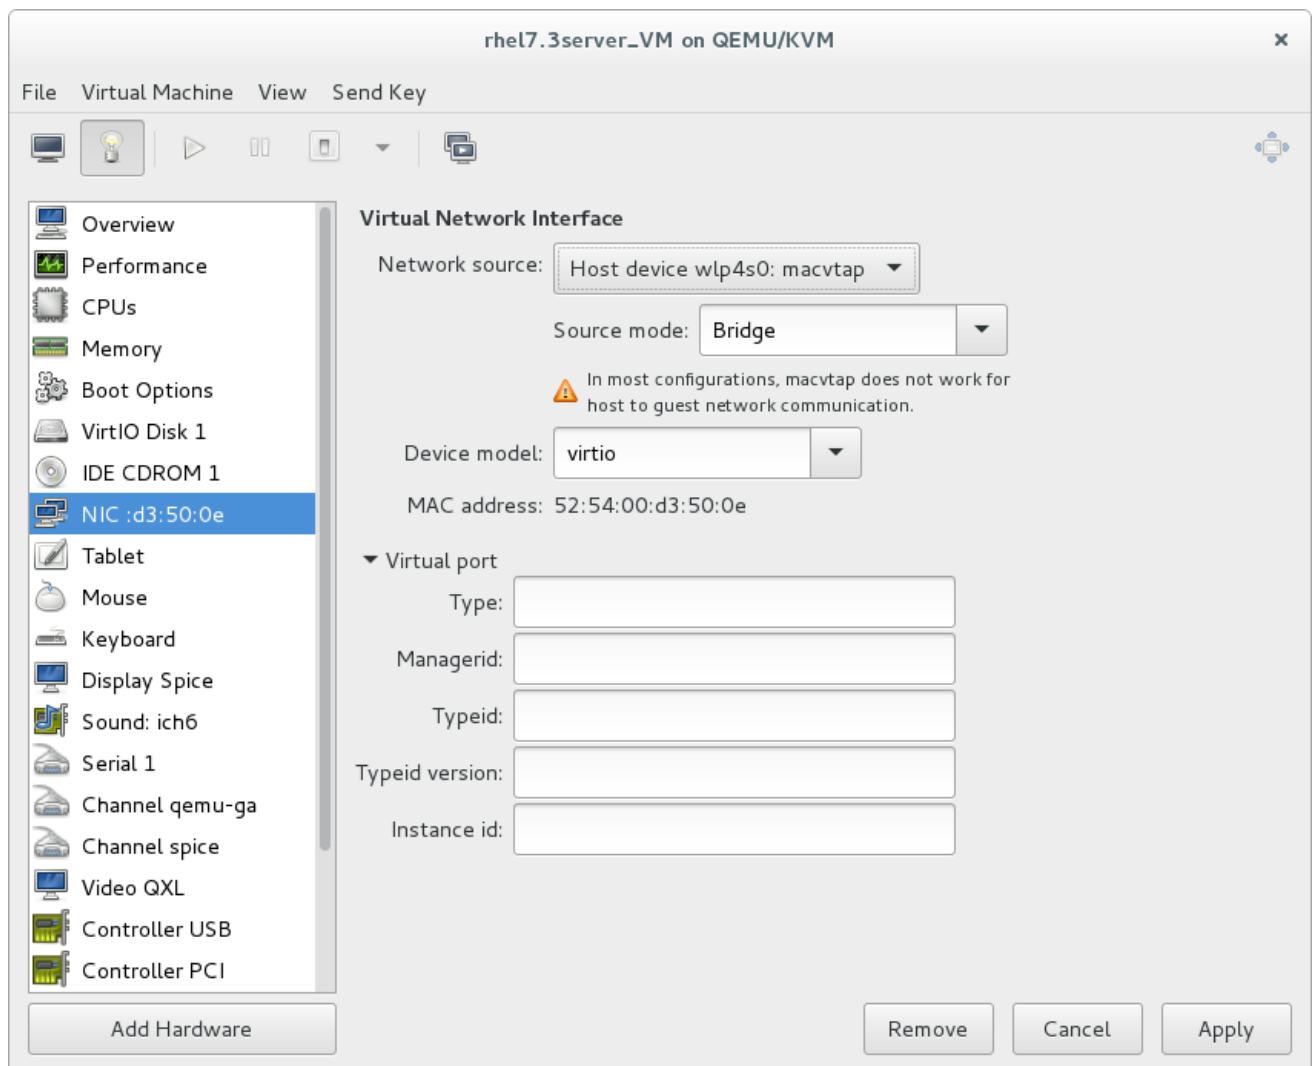 rhel7.3server_VM on QEMU/KVM
File Virtual Machine View Send Key
Overview
Performance
CPUs
Memory
Boot Options
VirtIO Disk 1
IDE CDROM 1
NIC :d3:50:0e
Tablet
Mouse
Keyboard
Display Spice
Sound: ich6
Serial 1
Channel qemu-ga
Channel spice
Video QXL
Controller USB
Controller PCI
Add Hardware
Virtual Network Interface
Network source: Host device wlp4s0: macvtap
Source mode: Bridge
In most configurations, macvtap does not work for
host to guest network communication.
Device model: virtio
MAC address: 52:54:00:d3:50:0e
Virtual port
Type:
Managerid:
Typeid:
Typeid version:
Instance id:
Remove Cancel Apply